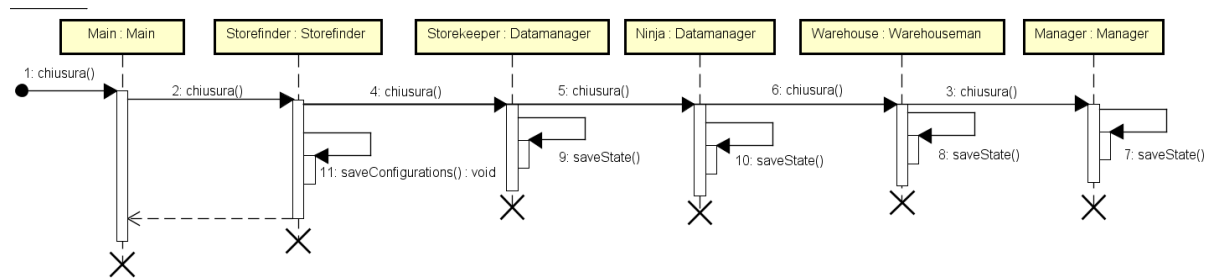 Main : Main
Storefinder : Storefinder
Storekeeper : Datamanager
Ninja : Datamanager
Warehouse : Warehouseman
Manager : Manager
1: chiusura()
2: chiusura()
4: chiusura()
5: chiusura()
6: chiusura()
3: chiusura()
11: saveConfigurations() : void
9: saveState()
10: saveState()
8: saveState()
7: saveState()